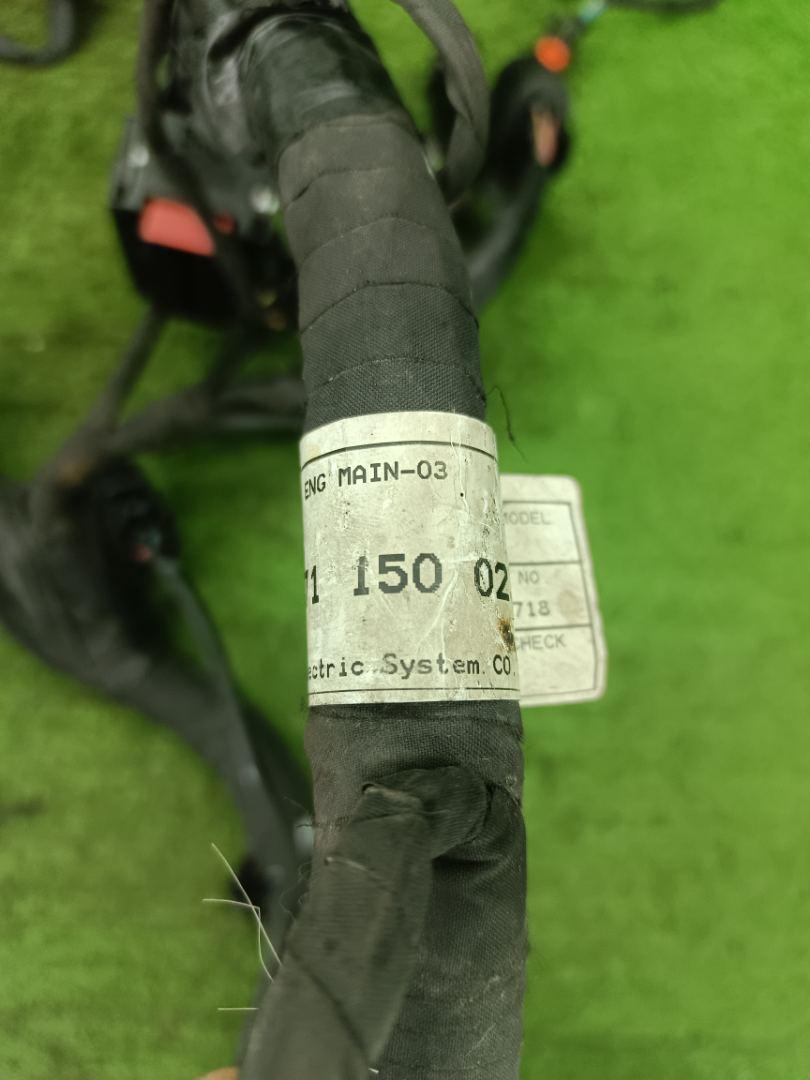 ENG MAIN-03
1 150 02
ectric System CO.
MODEL
NO
718
CHECK